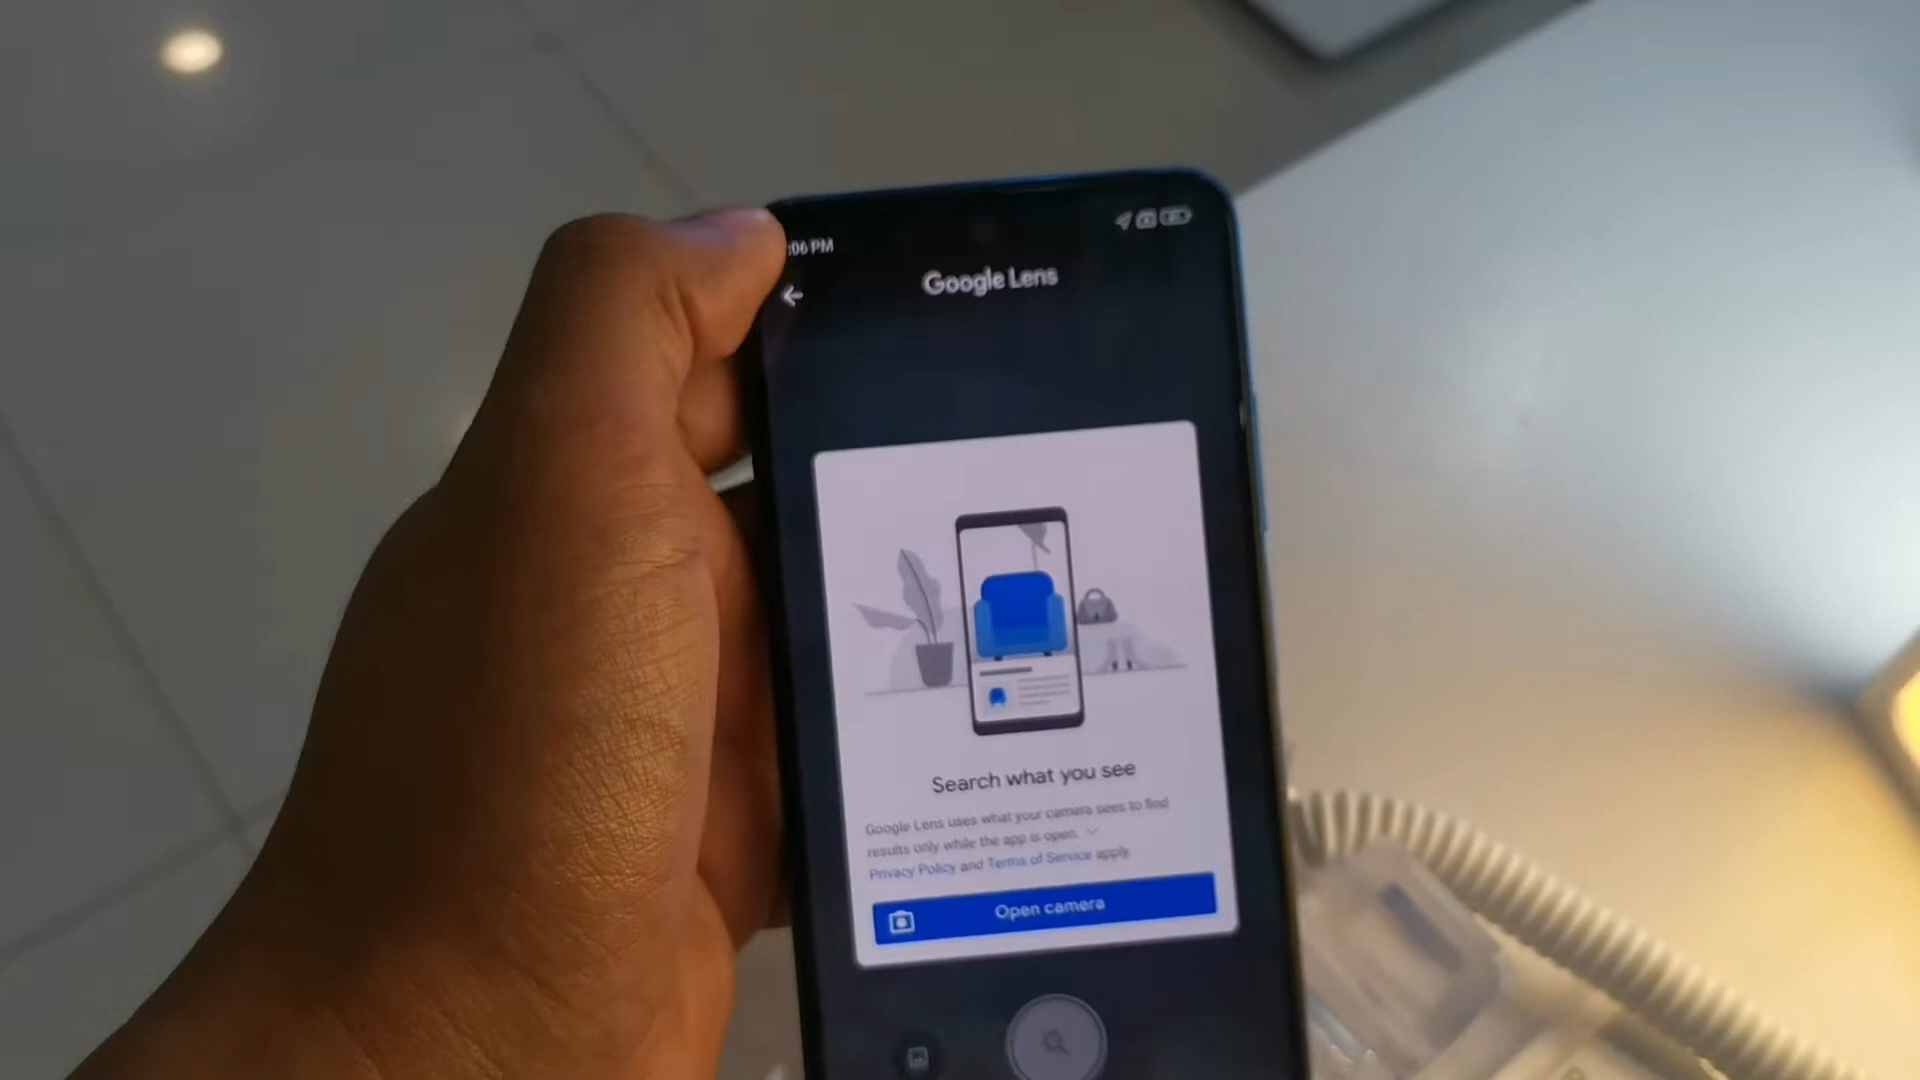 :06 PM
Google Lens
Search what you see
Google Lens uses what your camera sees to find
results only while the app is open.
Privacy Policy and Terms of Service apply
Open camera